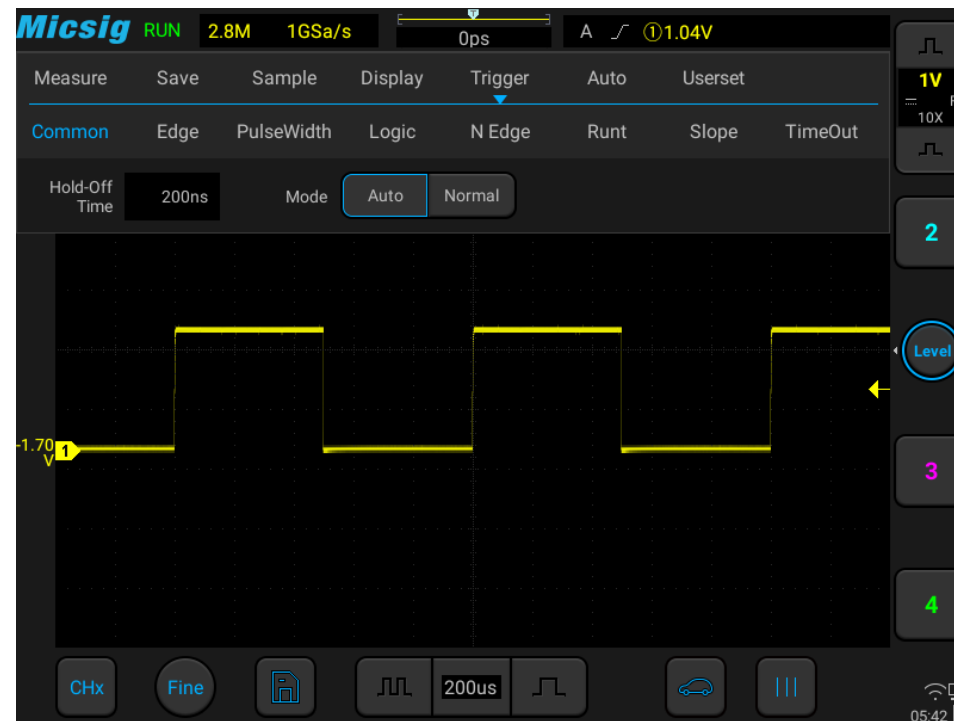 Micsig RUN 2.8M 1GSa/s 0ps A ①1.04V
Measure Save Sample Display Trigger Auto Userset
Common Edge PulseWidth Logic N Edge Runt Slope TimeOut
Hold-Off Time 200ns Mode Auto Normal
1V
10X
2
Level
-1.70 V 1
3
4
CHx Fine 200us
05:42